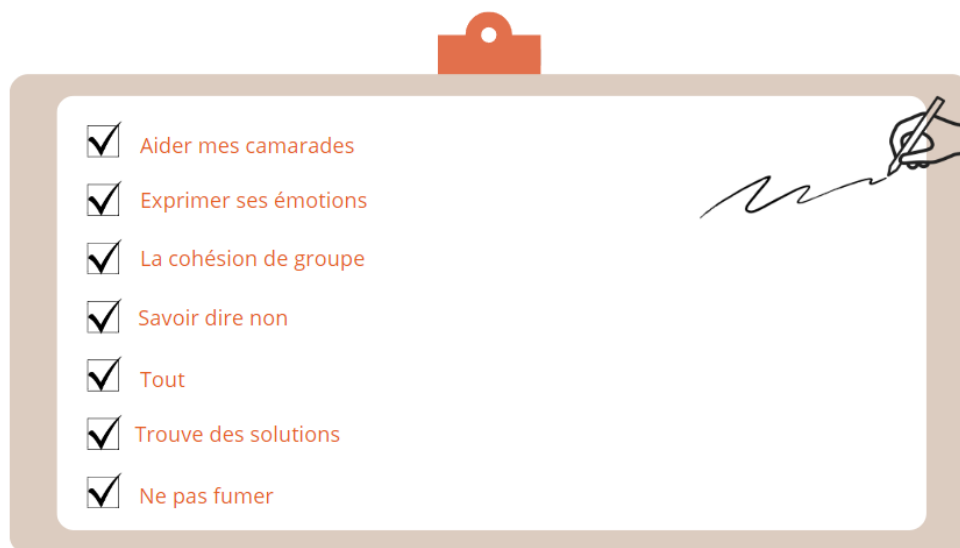 Aider mes camarades
Exprimer ses émotions
La cohésion de groupe
Savoir dire non
Tout
Trouve des solutions
Ne pas fumer